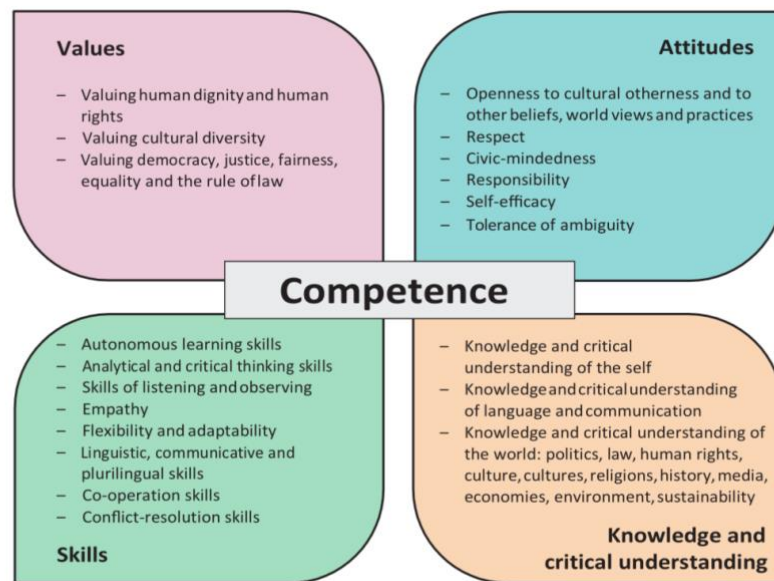 Values
– Valuing human dignity and human
rights
– Valuing cultural diversity
– Valuing democracy, justice, fairness,
equality and the rule of law
Attitudes
– Openness to cultural otherness and to
other beliefs, world views and practices
– Respect
– Civic-mindedness
– Responsibility
– Self-efficacy
– Tolerance of ambiguity
Competence
– Autonomous learning skills
– Analytical and critical thinking skills
– Skills of listening and observing
– Empathy
– Flexibility and adaptability
– Linguistic, communicative and
plurilingual skills
– Co-operation skills
– Conflict-resolution skills
Skills
– Knowledge and critical
understanding of the self
– Knowledge and critical understanding
of language and communication
– Knowledge and critical understanding of
the world: politics, law, human rights,
culture, cultures, religions, history, media,
economies, environment, sustainability
Knowledge and
critical understanding